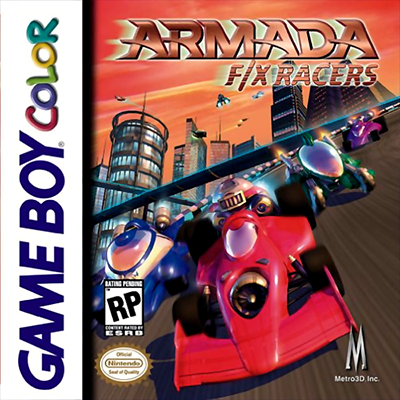 GAME BOY COLOR
ARMADA
F/X RACERS
RATING PENDING
RP
CONTENT RATED BY
ESRB
Official
Nintendo
Seal of Quality
M
Metro3D, Inc.